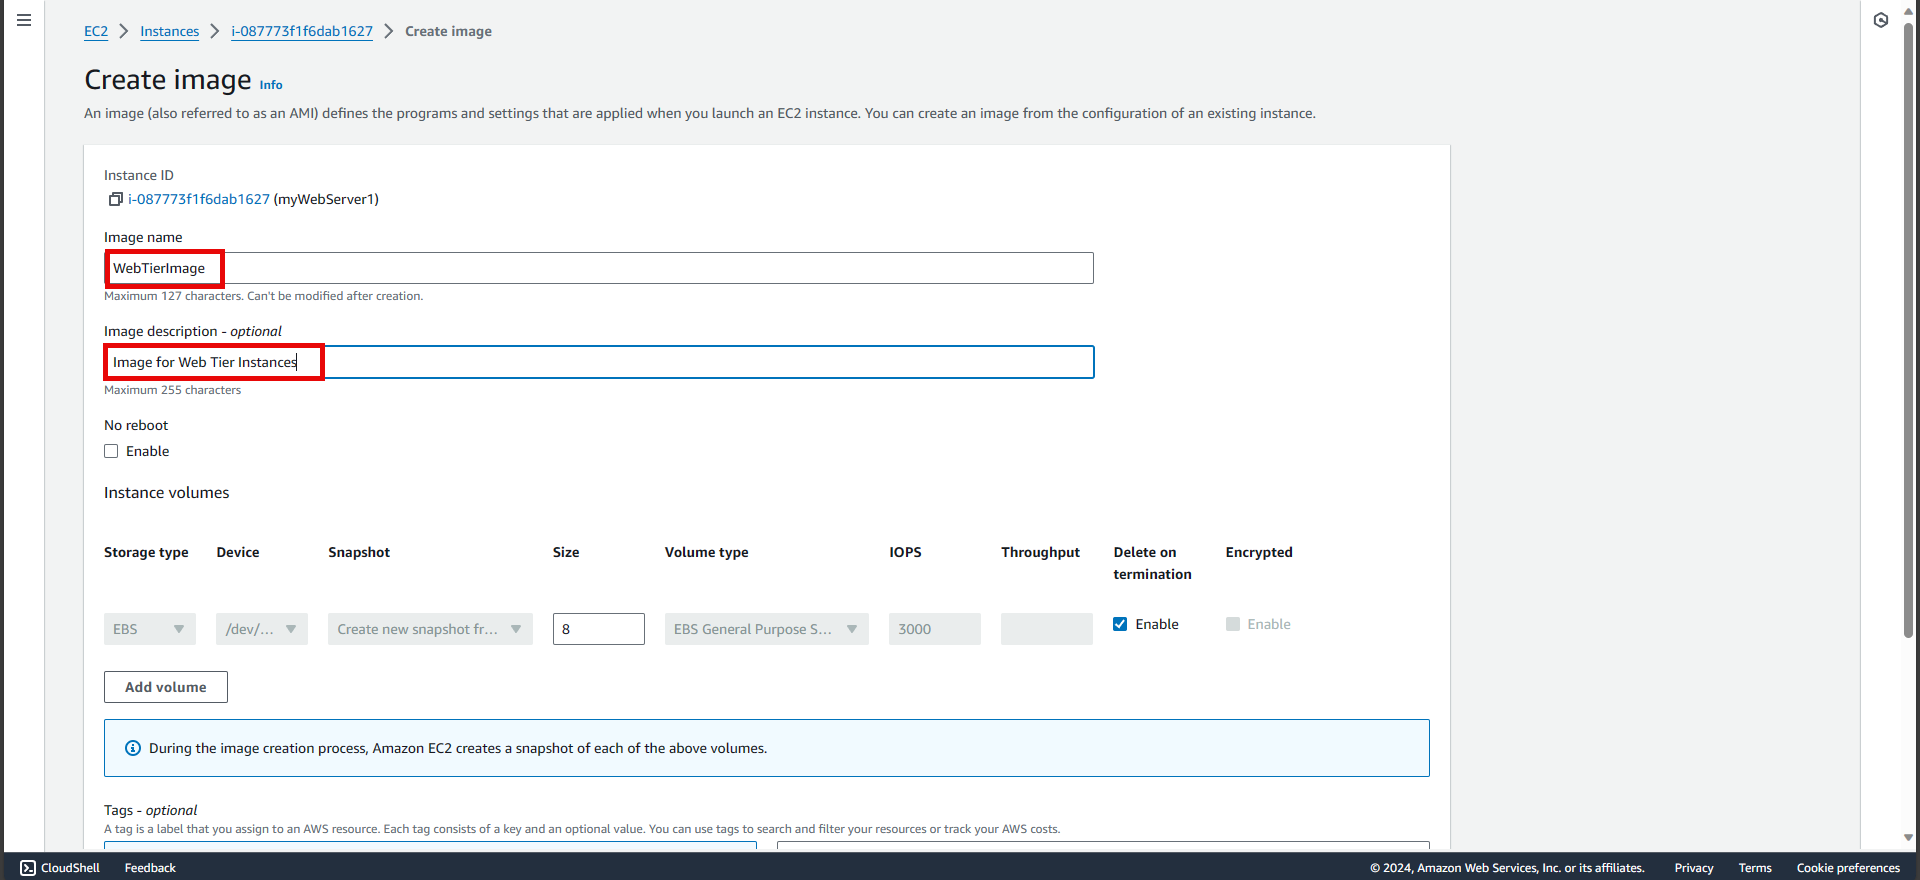 EC2 > Instances > i-087773f1f6dab1627 > Create image
Create image Info
An image (also referred to as an AMI) defines the programs and settings that are applied when you launch an EC2 instance. You can create an image from the configuration of an existing instance.
Instance ID
i-087773f1f6dab1627 (myWebServer1)
Image name
WebTierImage
Maximum 127 characters. Can't be modified after creation.
Image description - optional
Image for Web Tier Instances
Maximum 255 characters
No reboot
Enable
Instance volumes
Storage type Device Snapshot Size Volume type IOPS Throughput Delete on termination Encrypted
EBS /dev/... Create new snapshot fr... 8 EBS General Purpose S... 3000 Enable Enable
Add volume
During the image creation process, Amazon EC2 creates a snapshot of each of the above volumes.
Tags - optional
A tag is a label that you assign to an AWS resource. Each tag consists of a key and an optional value. You can use tags to search and filter your resources or track your AWS costs.
CloudShell Feedback © 2024, Amazon Web Services, Inc. or its affiliates. Privacy Terms Cookie preferences